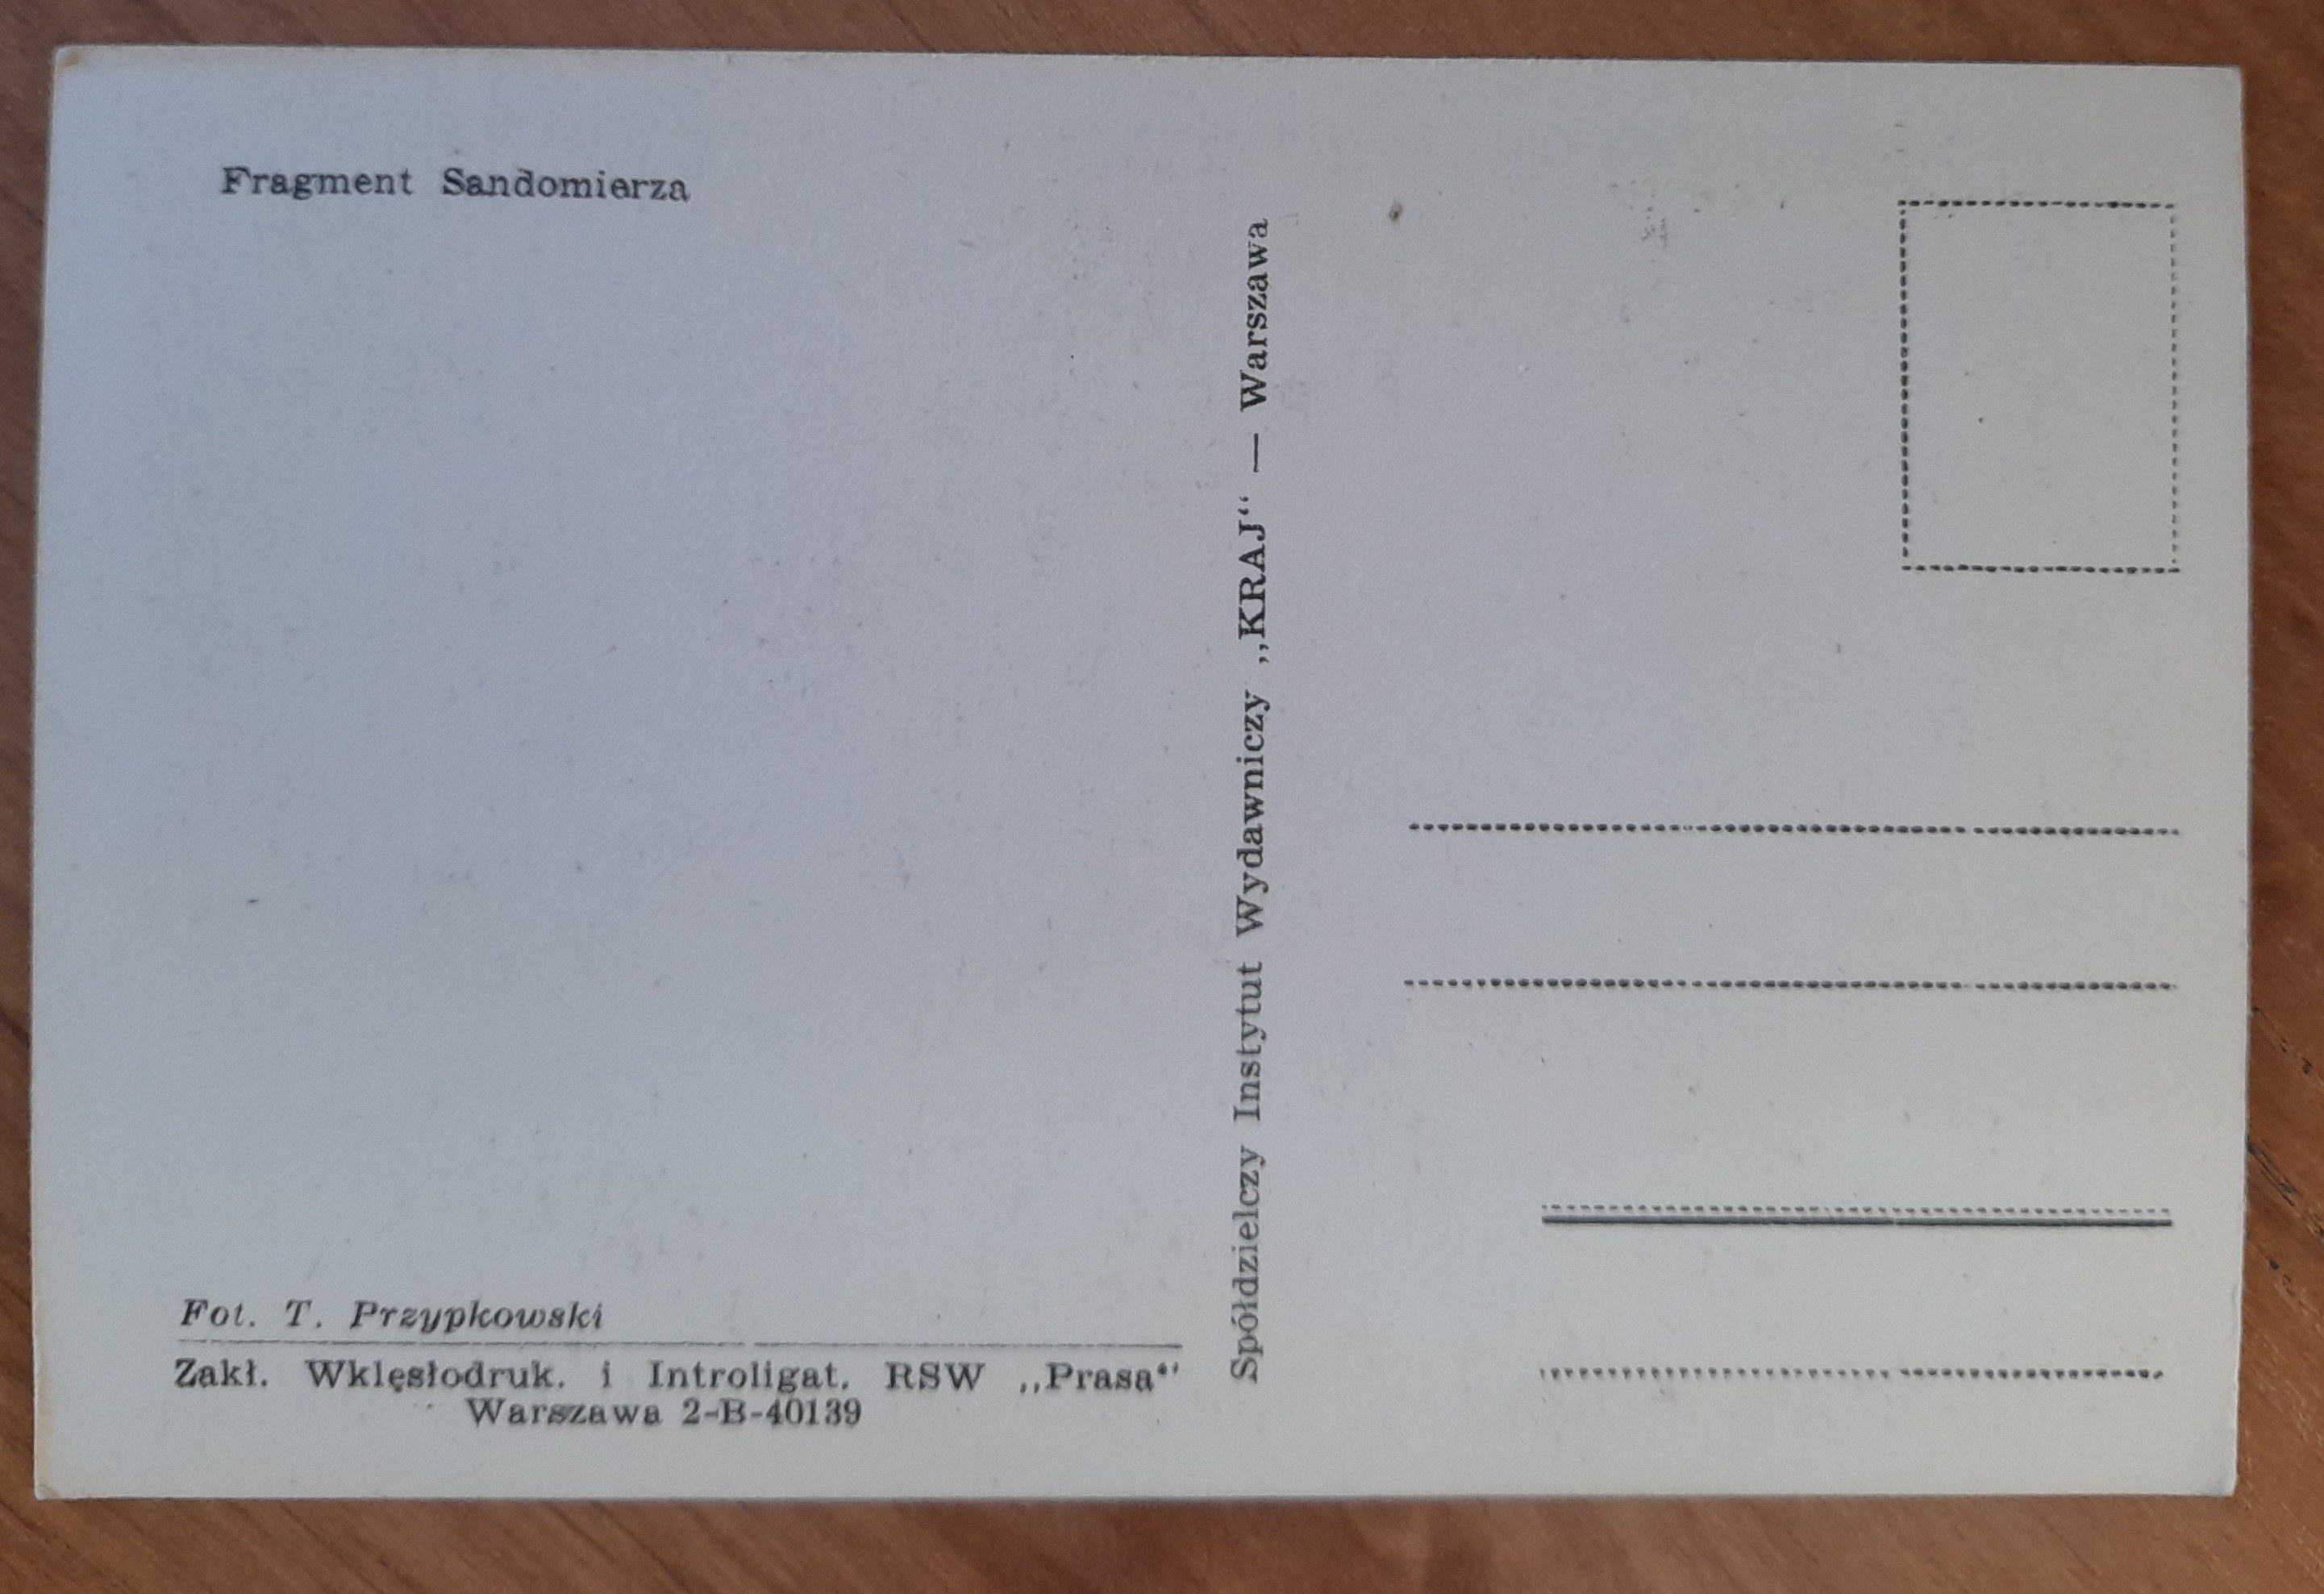 Fragment Sandomierza
Spółdzielczy Instytut Wydawniczy ,,KRAJ" — Warszawa
Fot. T. Przypkowski
Zakł. Wklęsłodruk. i Introligat. RSW ,,Prasa"
Warszawa 2-B-40139